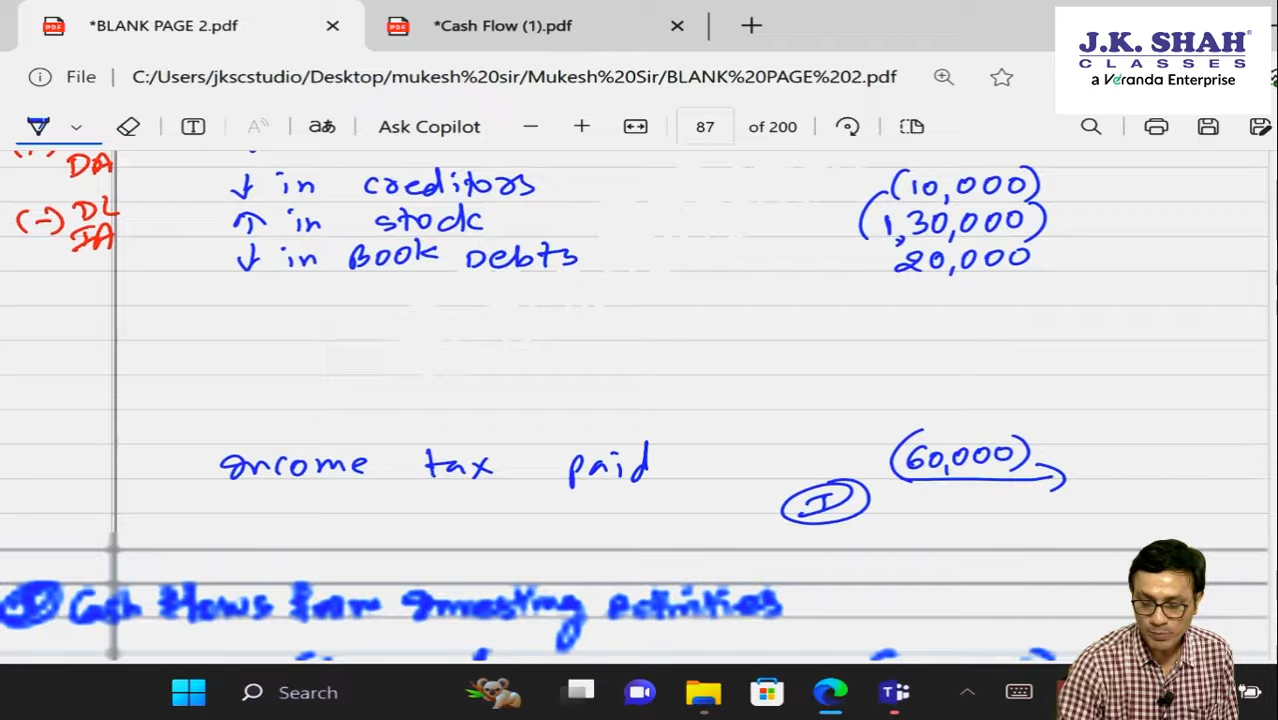 *BLANK PAGE 2.pdf
*Cash Flow (1).pdf
J.K. SHAH
CLASSES
a Veranda Enterprise
File C:/Users/jkscstudio/Desktop/mukesh%20sir/Mukesh%20Sir/BLANK%20PAGE%202.pdf
Ask Copilot 87 of 200
DA
↓ in creditors (10,000)
(-) DL
IA
↑ in stock (1,30,000)
↓ in Book Debts 20,000
Income tax paid (60,000)
I
Cash flows from Investing Activities
Search